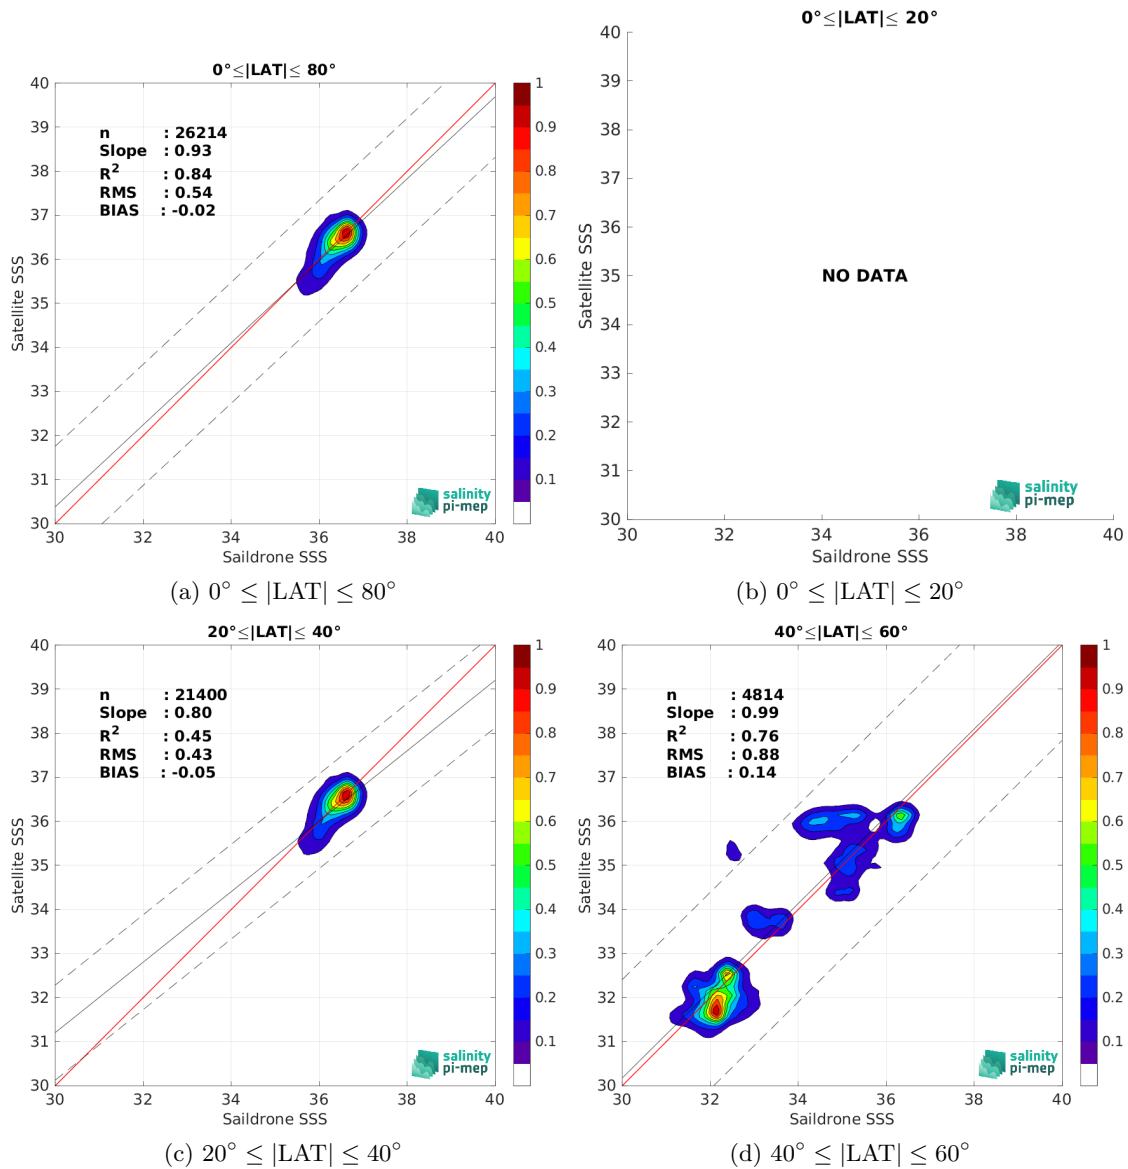 0°≤|LAT|≤ 80°
40
39
38
37
36
35
34
33
32
31
30
Satellite SSS
n : 26214
Slope : 0.93
R² : 0.84
RMS : 0.54
BIAS : -0.02
salinity
pi-mep
30 32 34 36 38 40
Saildrone SSS
1
0.9
0.8
0.7
0.6
0.5
0.4
0.3
0.2
0.1
(a) 0° ≤ |LAT| ≤ 80°
0°≤|LAT|≤ 20°
40
39
38
37
36
35
34
33
32
31
30
Satellite SSS
NO DATA
salinity
pi-mep
30 32 34 36 38 40
Saildrone SSS
(b) 0° ≤ |LAT| ≤ 20°
20°≤|LAT|≤ 40°
40
39
38
37
36
35
34
33
32
31
30
Satellite SSS
n : 21400
Slope : 0.80
R² : 0.45
RMS : 0.43
BIAS : -0.05
salinity
pi-mep
30 32 34 36 38 40
Saildrone SSS
1
0.9
0.8
0.7
0.6
0.5
0.4
0.3
0.2
0.1
(c) 20° ≤ |LAT| ≤ 40°
40°≤|LAT|≤ 60°
40
39
38
37
36
35
34
33
32
31
30
Satellite SSS
n : 4814
Slope : 0.99
R² : 0.76
RMS : 0.88
BIAS : 0.14
salinity
pi-mep
30 32 34 36 38 40
Saildrone SSS
1
0.9
0.8
0.7
0.6
0.5
0.4
0.3
0.2
0.1
(d) 40° ≤ |LAT| ≤ 60°